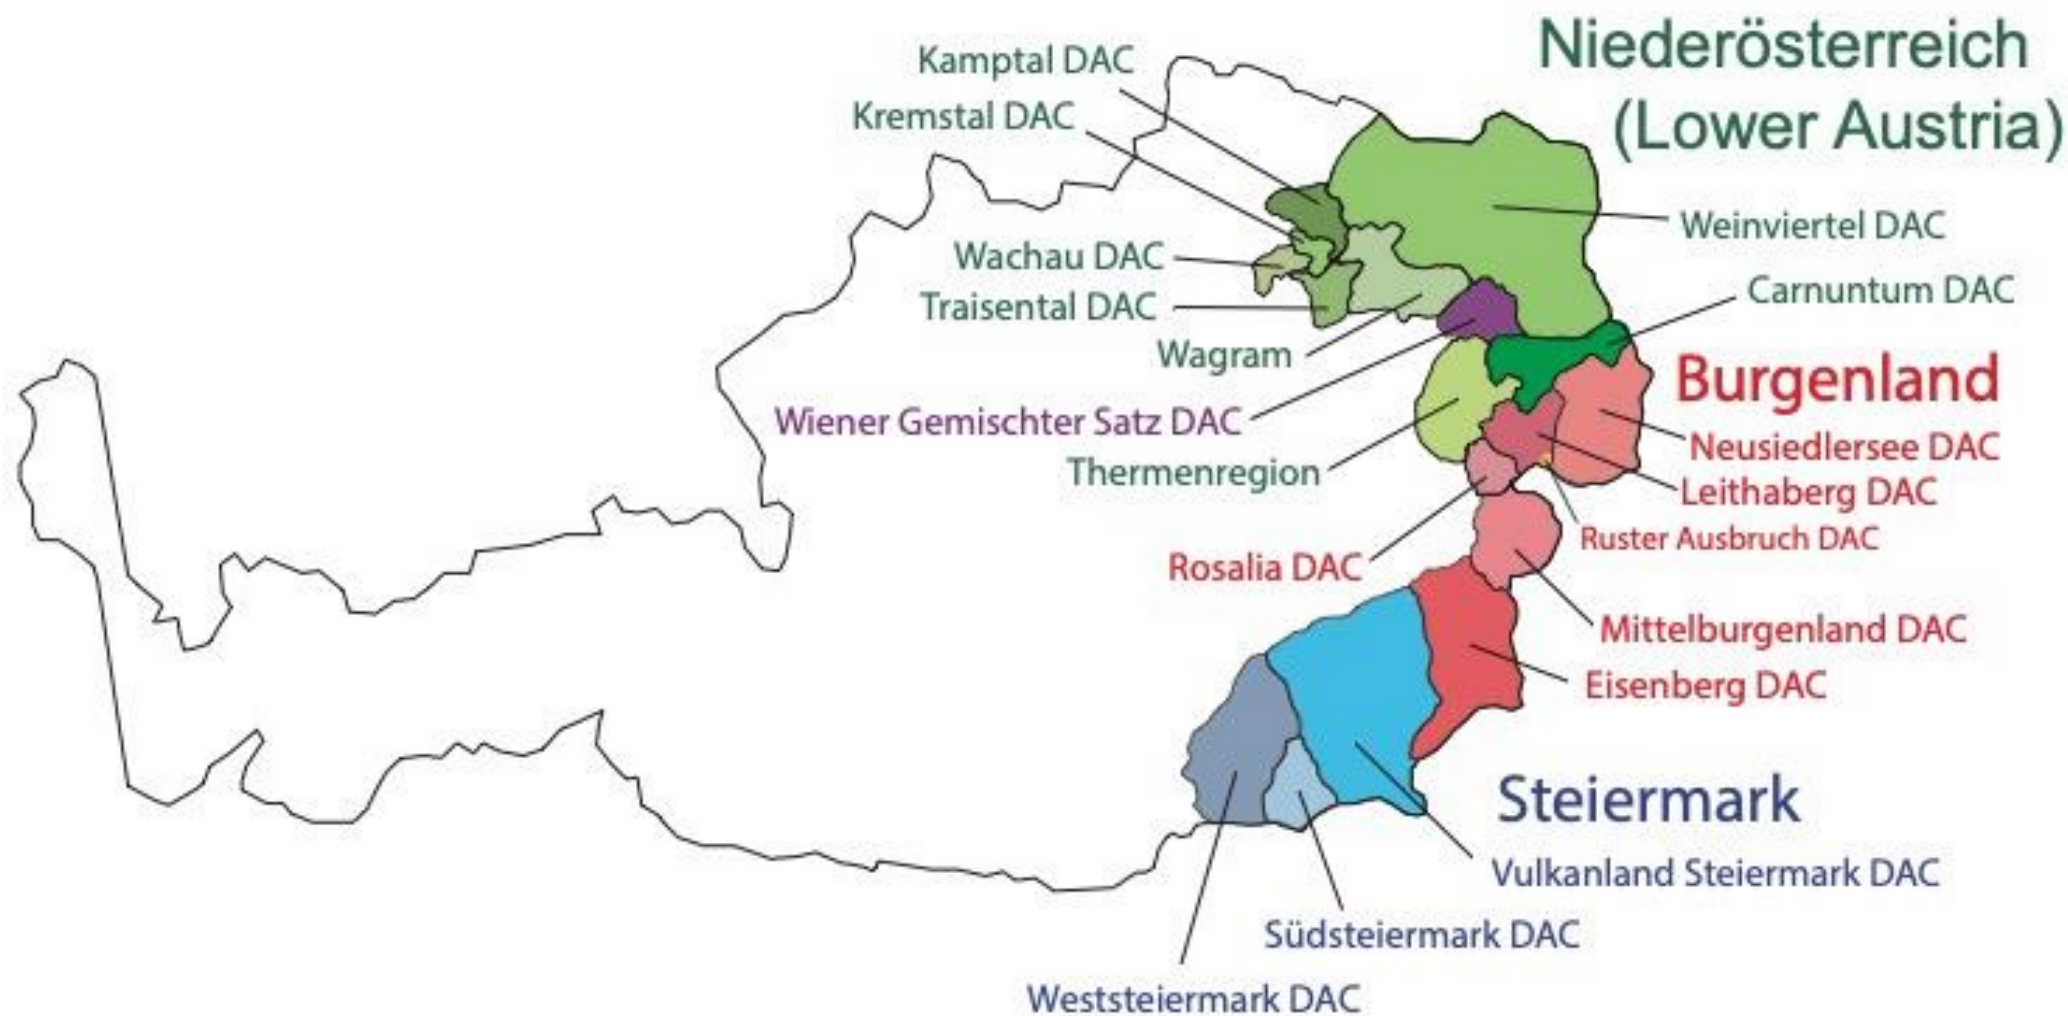 Niederösterreich
(Lower Austria)
Kamptal DAC
Kremstal DAC
Wachau DAC
Traisental DAC
Wagram
Wiener Gemischter Satz DAC
Thermenregion
Weinviertel DAC
Carnuntum DAC
Burgenland
Neusiedlersee DAC
Leithaberg DAC
Ruster Ausbruch DAC
Rosalia DAC
Mittelburgenland DAC
Eisenberg DAC
Steiermark
Vulkanland Steiermark DAC
Südsteiermark DAC
Weststeiermark DAC